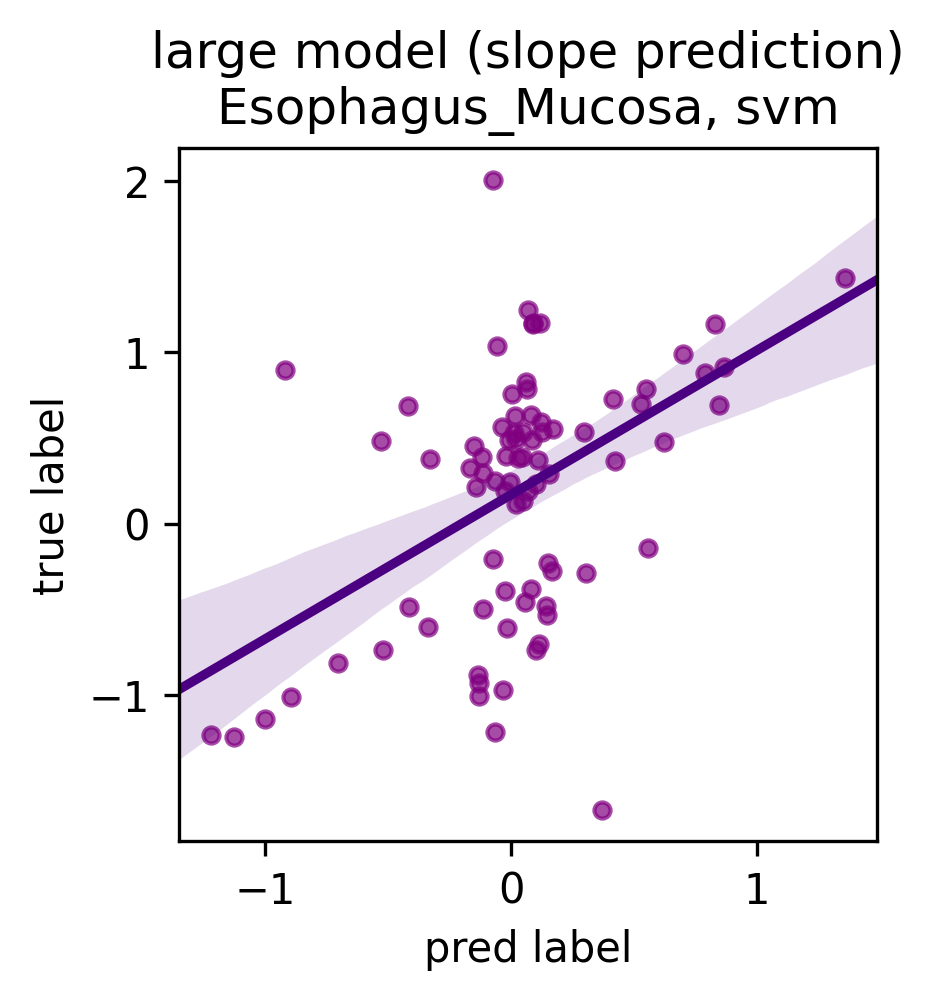 large model (slope prediction)
Esophagus_Mucosa, svm
2
1
0
−1
true label
−1
0
1
pred label